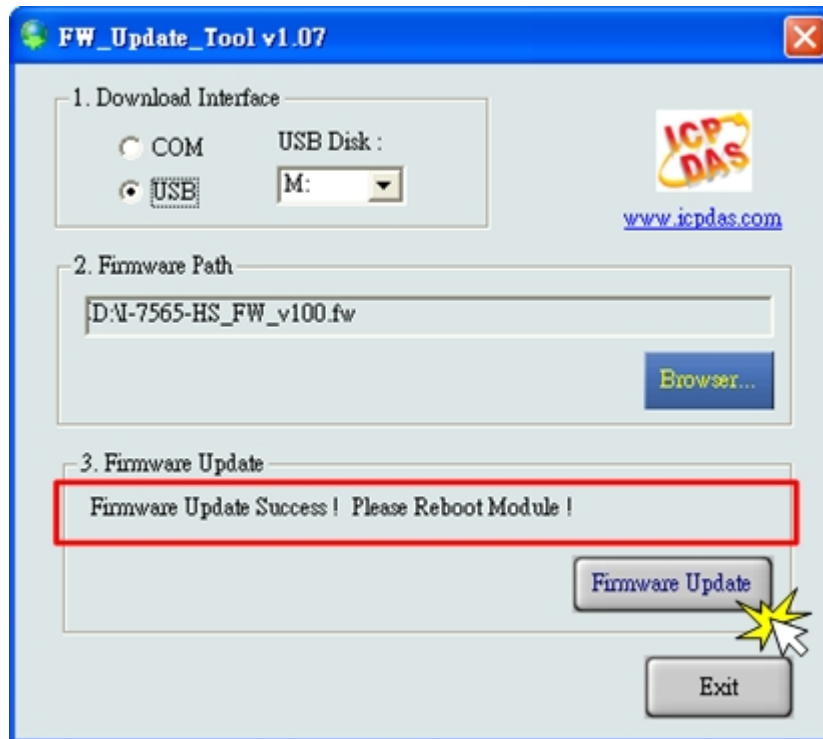 FW_Update_Tool v1.07
1. Download Interface
COM
USB Disk :
USB
M:
ICP
DAS
www.icpdas.com
2. Firmware Path
D:\I-7565-HS_FW_v100.fw
Browser...
3. Firmware Update
Firmware Update Success ! Please Reboot Module !
Firmware Update
Exit